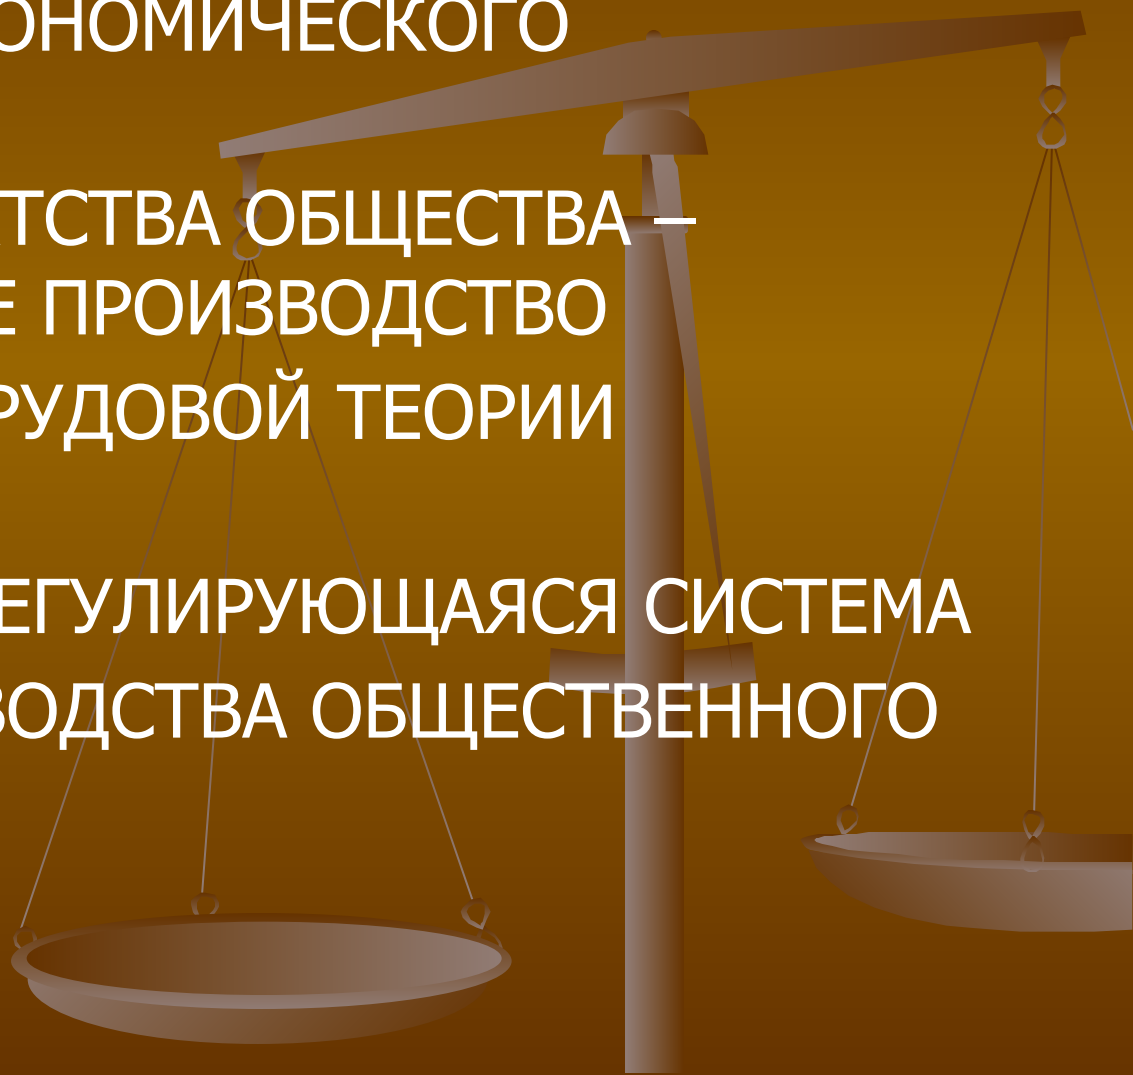 ОНОМИЧЕСКОГО
ТСТВА ОБЩЕСТВА –
Е ПРОИЗВОДСТВО
РУДОВОЙ ТЕОРИИ
ЕГУЛИРУЮЩАЯСЯ СИСТЕМА
ВОДСТВА ОБЩЕСТВЕННОГО